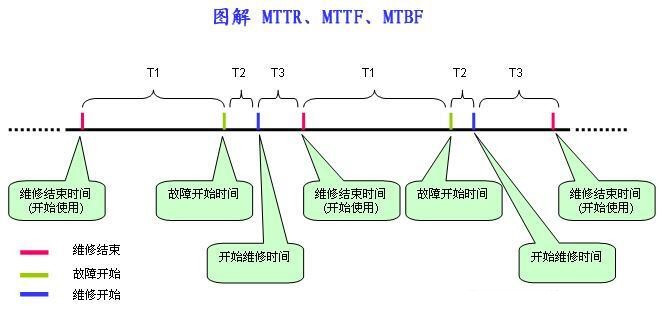 图解 MTTR、MTTF、MTBF
T1 T2 T3 T1 T2 T3
维修结束时间
(开始使用)
故障开始时间
维修结束时间
(开始使用)
故障开始时间
维修结束时间
(开始使用)
开始维修时间
开始维修时间
维修结束
故障开始
维修开始